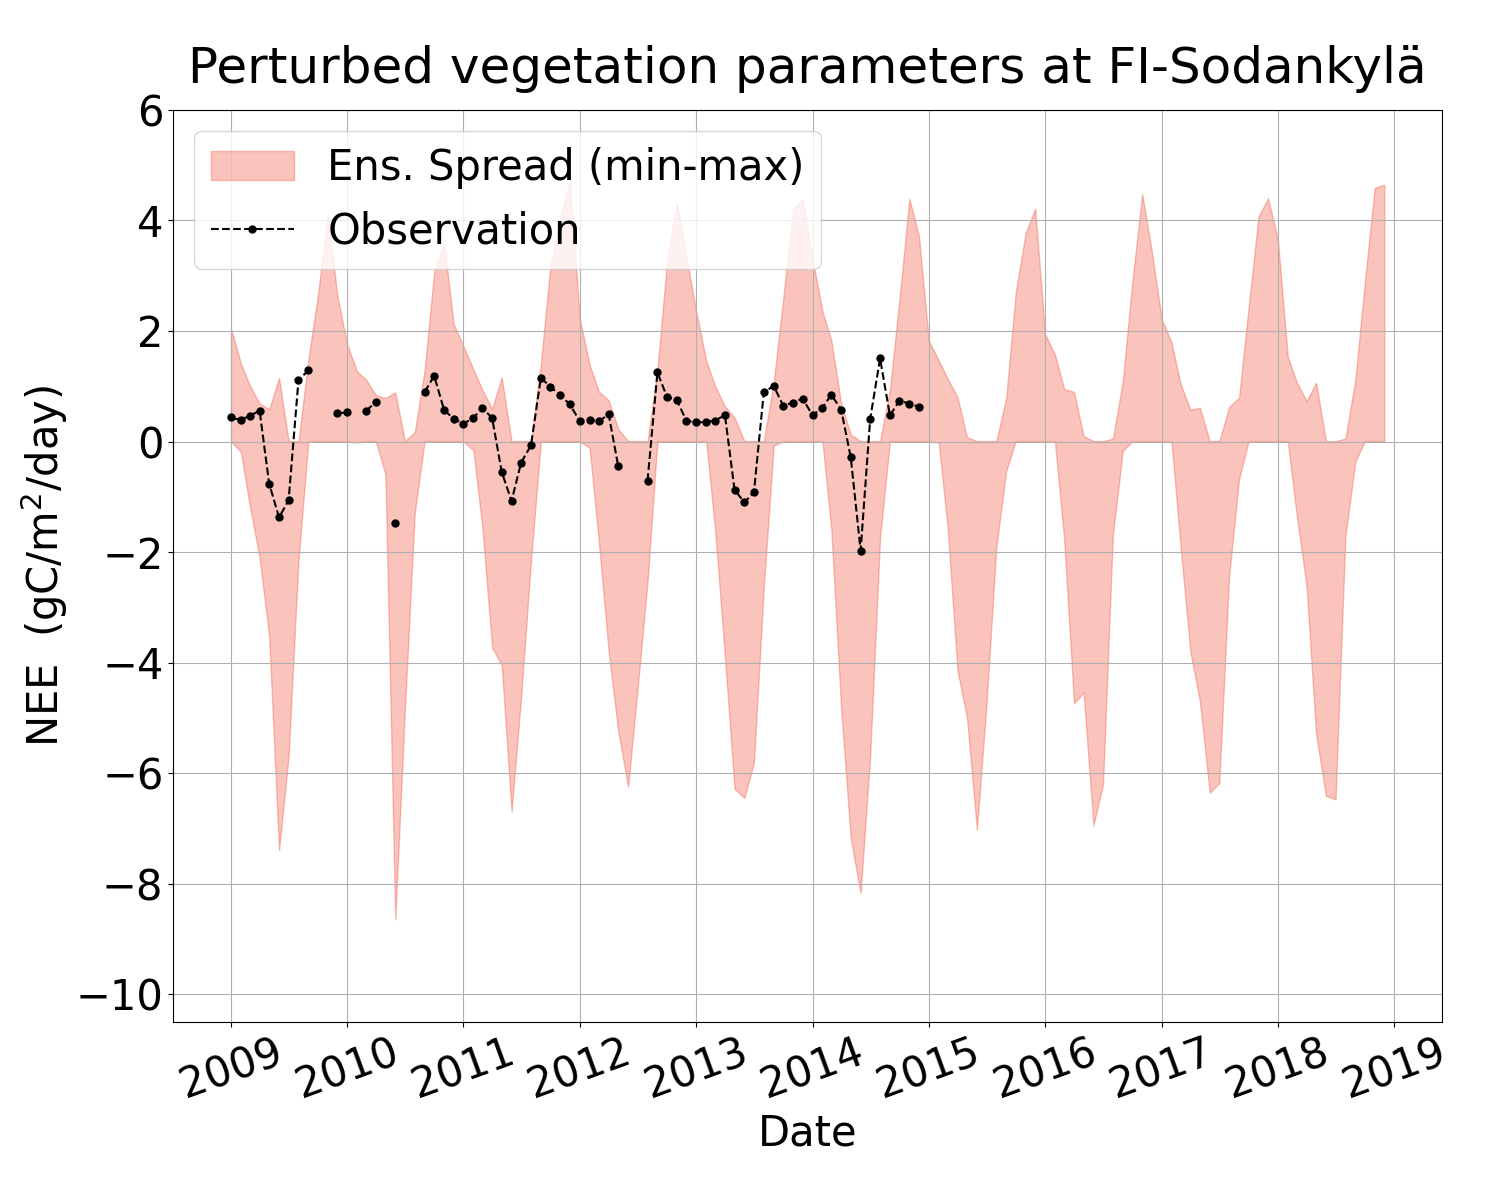 Perturbed vegetation parameters at FI-Sodankylä
6
Ens. Spread (min-max)
4
Observation
2
0
−2
−4
−6
−8
−10
NEE (gC/m²/day)
2009 2010 2011 2012 2013 2014 2015 2016 2017 2018 2019
Date